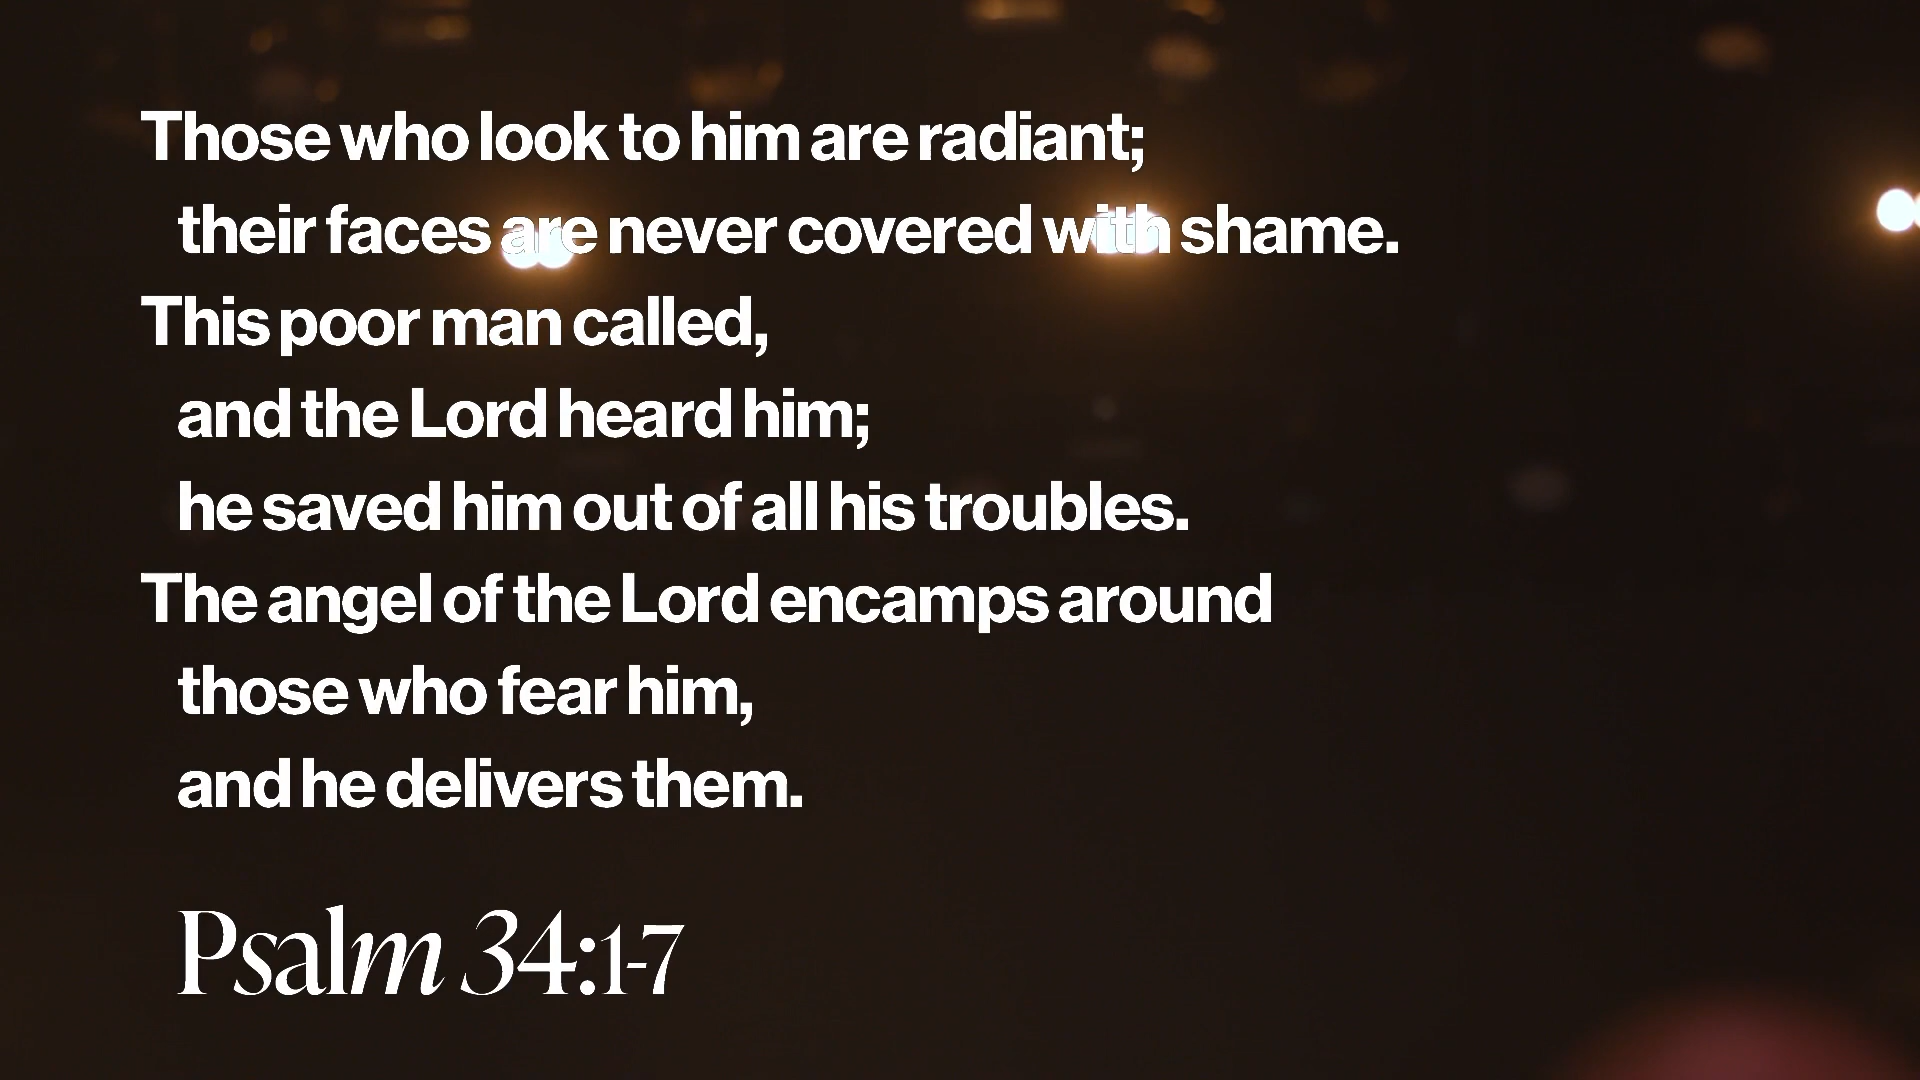 Those who look to him are radiant;
their faces are never covered with shame.
This poor man called,
and the Lord heard him;
he saved him out of all his troubles.
The angel of the Lord encamps around
those who fear him,
and he delivers them.
Psalm 34:1-7